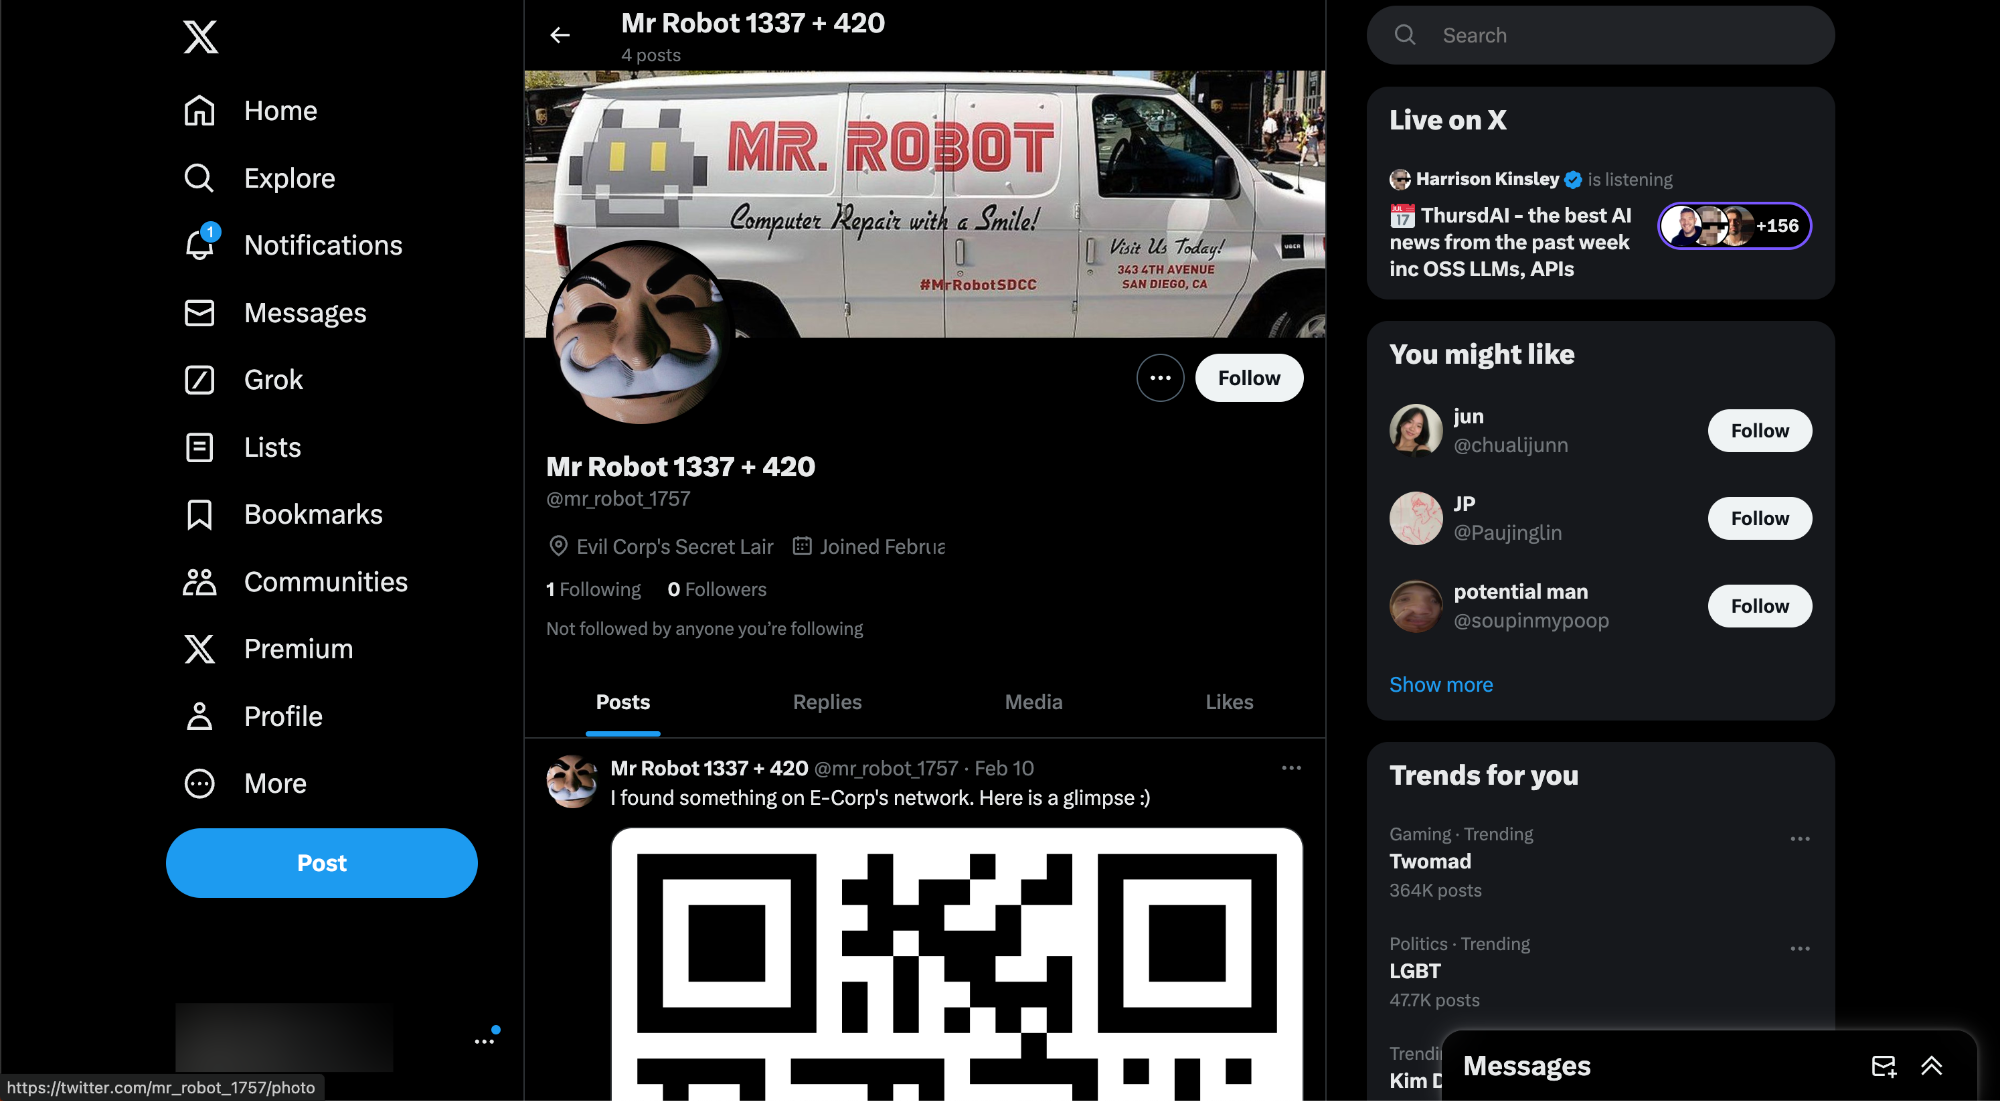 Home
Explore
1
Notifications
Messages
Grok
Lists
Bookmarks
Communities
Premium
Profile
More
Post
https://twitter.com/mr_robot_1757/photo
Mr Robot 1337 + 420
4 posts
MR. ROBOT
Computer Repair with a Smile!
Visit Us Today!
343 4TH AVENUE
SAN DIEGO, CA
#MrRobotSDCC
UBER
Follow
Mr Robot 1337 + 420
@mr_robot_1757
Evil Corp's Secret Lair Joined Februa
1 Following 0 Followers
Not followed by anyone you're following
Posts Replies Media Likes
Mr Robot 1337 + 420 @mr_robot_1757 · Feb 10
I found something on E-Corp's network. Here is a glimpse :)
Search
Live on X
Harrison Kinsley is listening
JUL 17 ThursdAI - the best AI
news from the past week
inc OSS LLMs, APIs
+156
You might like
jun
@chualijunn
Follow
JP
@Paujinglin
Follow
potential man
@soupinmypoop
Follow
Show more
Trends for you
Gaming · Trending
Twomad
364K posts
Politics · Trending
LGBT
47.7K posts
Trendi
Kim D
Messages